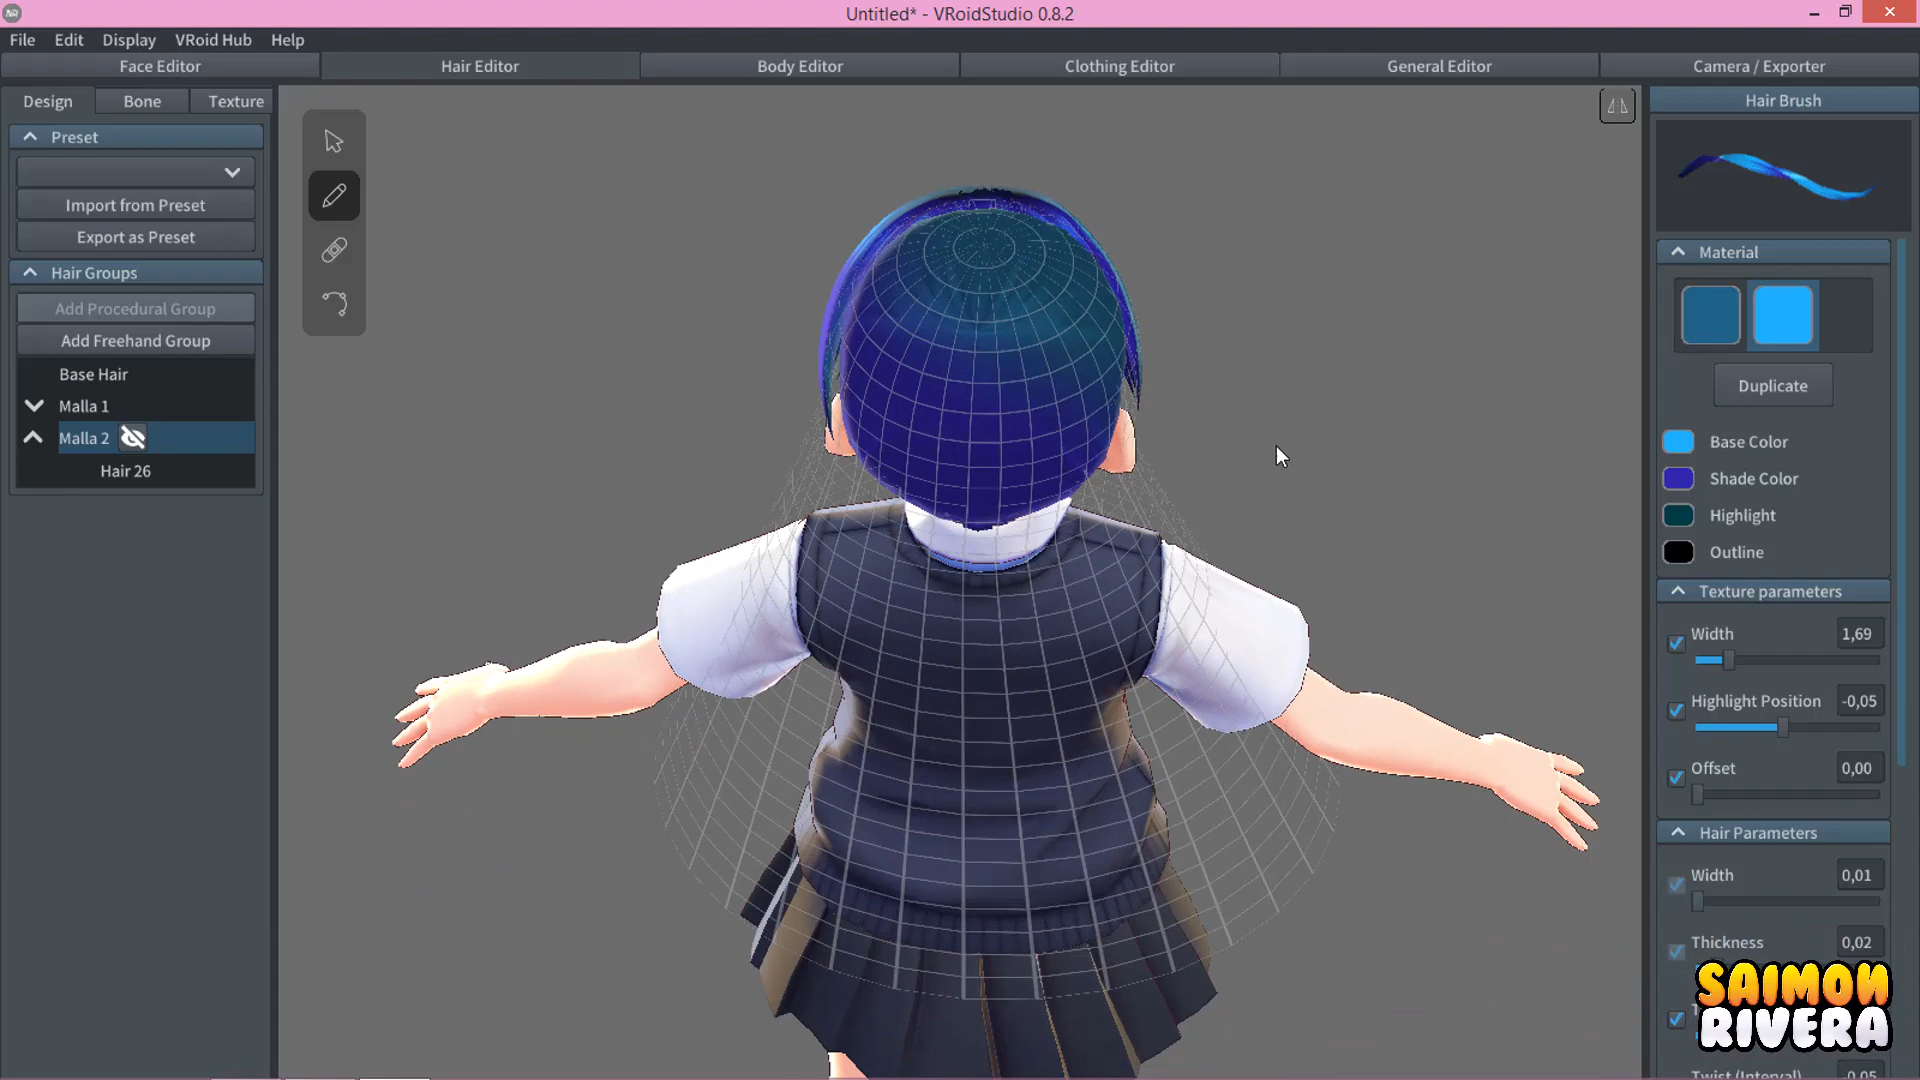 Untitled* - VRoidStudio 0.8.2
File Edit Display VRoid Hub Help
Face Editor Hair Editor Body Editor Clothing Editor General Editor Camera / Exporter
Design Bone Texture
Preset
Import from Preset
Export as Preset
Hair Groups
Add Procedural Group
Add Freehand Group
Base Hair
Malla 1
Malla 2
Hair 26
Hair Brush
Material
Duplicate
Base Color
Shade Color
Highlight
Outline
Texture parameters
Width 1,69
Highlight Position -0,05
Offset 0,00
Hair Parameters
Width 0,01
Thickness 0,02
SAIMON
RIVERA
Twist (Interval) -0,05